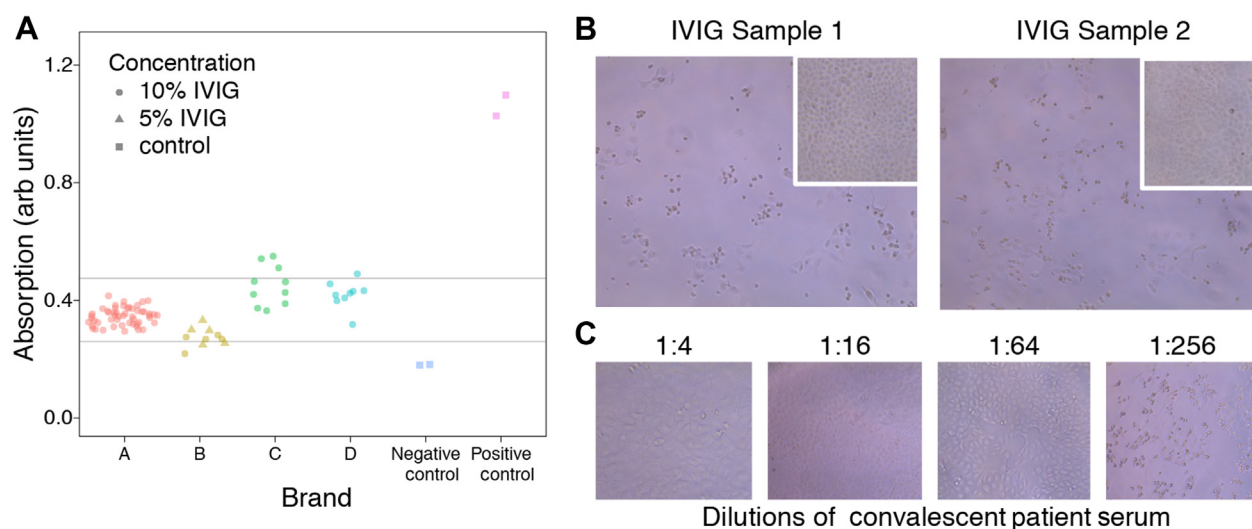 A
Concentration
10% IVIG
5% IVIG
control
1.2
0.8
0.4
0.0
Absorption (arb units)
A
B
C
D
Negative control
Positive control
Brand
B
IVIG Sample 1
IVIG Sample 2
C
1:4
1:16
1:64
1:256
Dilutions of convalescent patient serum